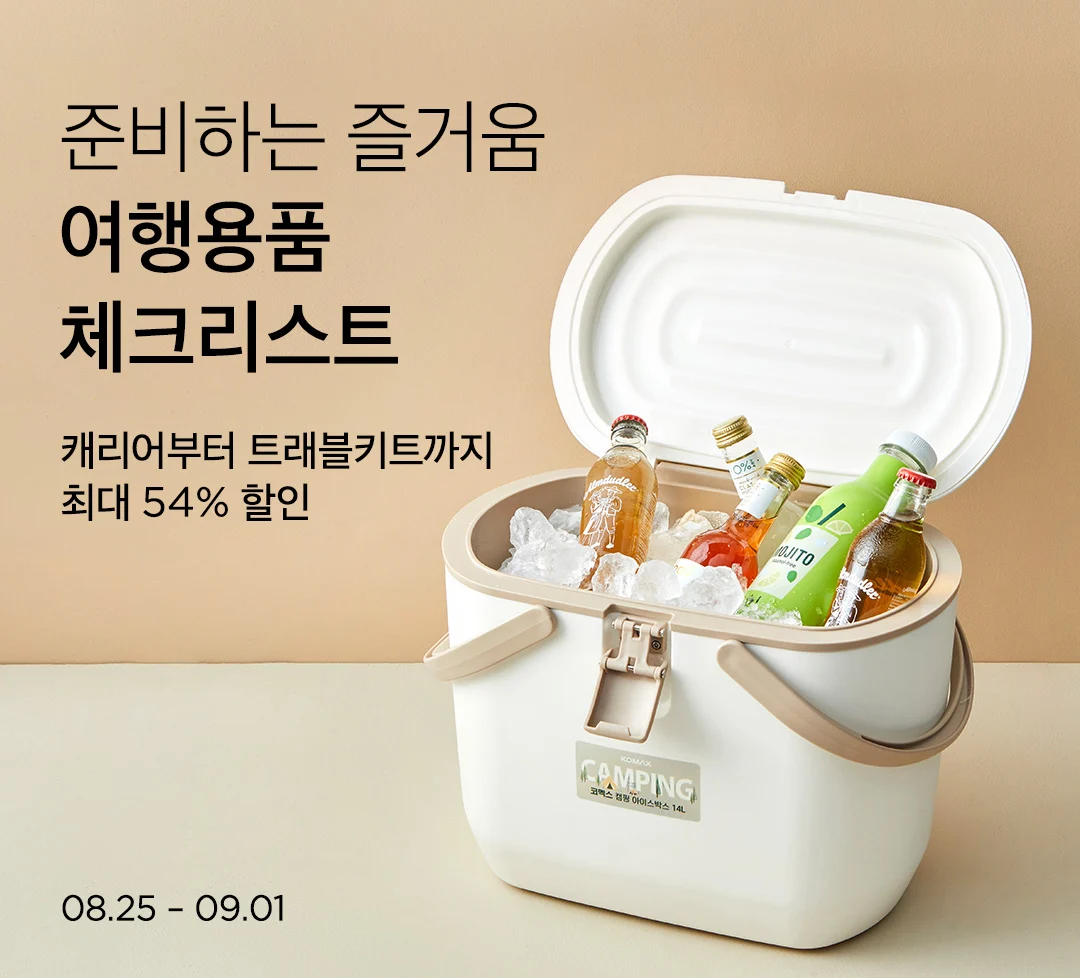 준비하는 즐거움
여행용품
체크리스트
캐리어부터 트래블키트까지
최대 54% 할인
08.25 – 09.01
0%
MOJITO
KOMAX
CAMPING
코멕스 캠핑 아이스박스 14L